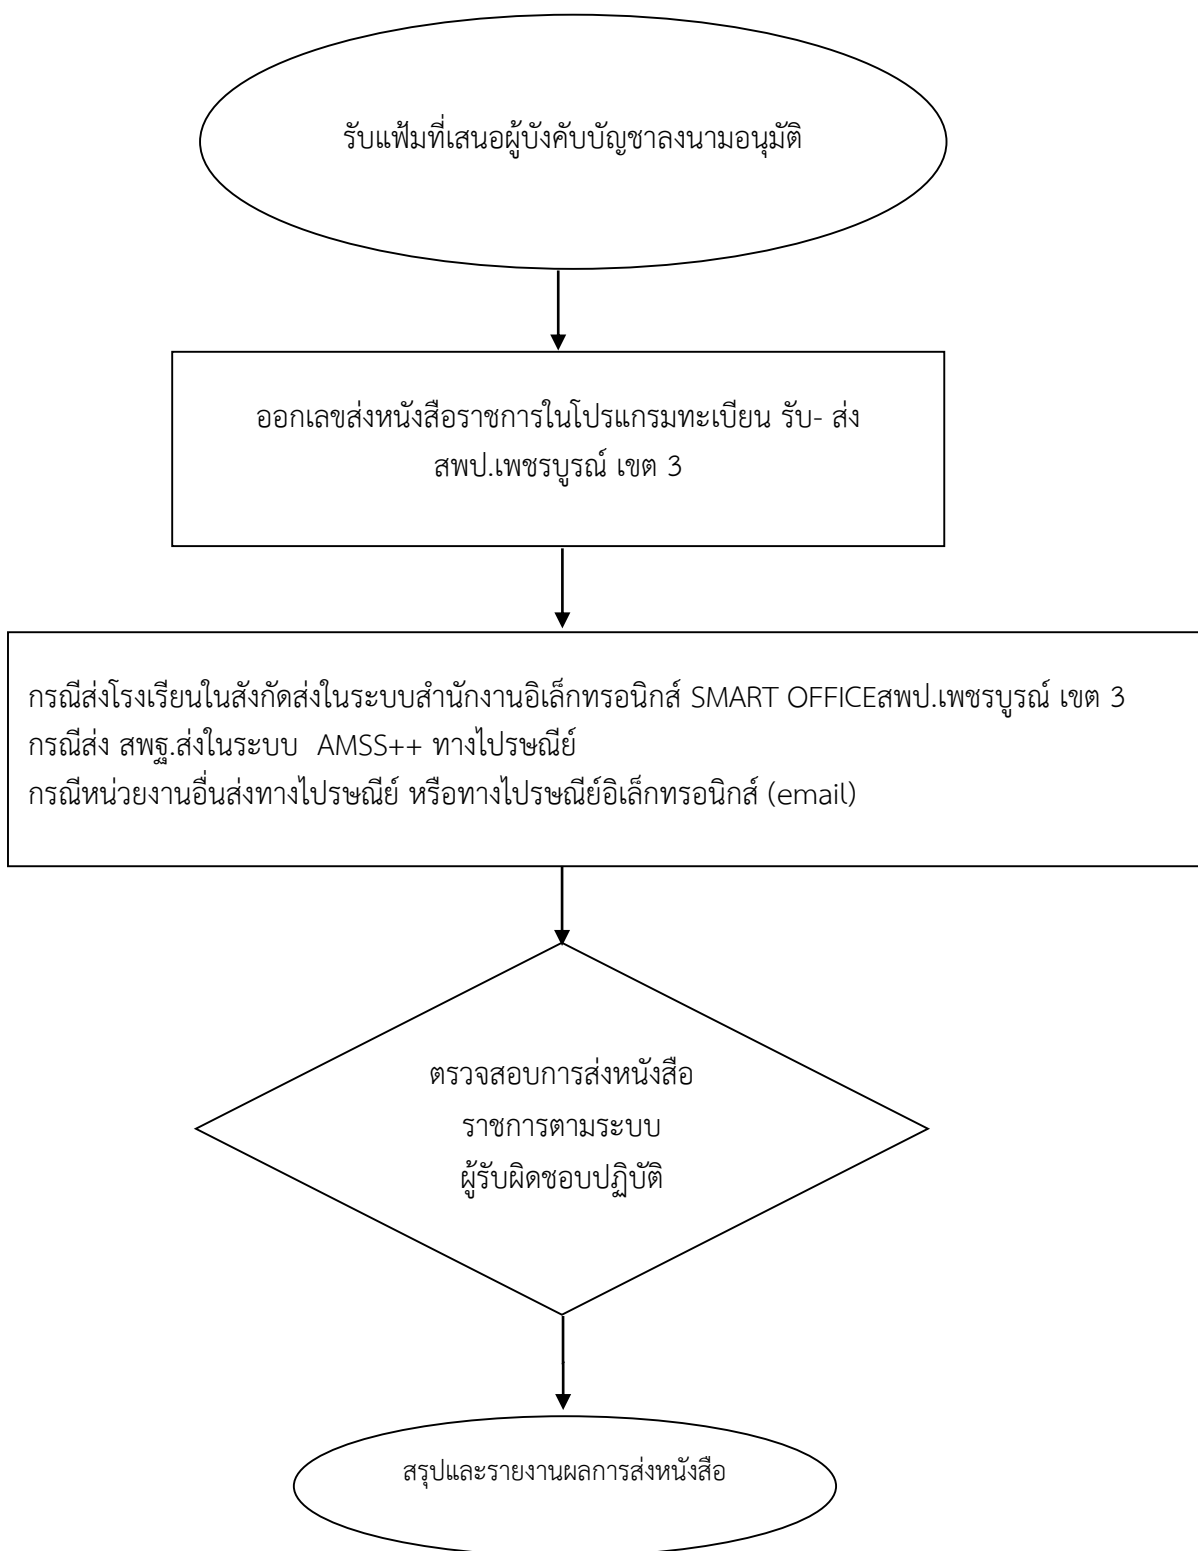 รับแฟ้มที่เสนอผู้บังคับบัญชาลงนามอนุมัติ
ออกเลขส่งหนังสือราชการในโปรแกรมทะเบียน รับ- ส่ง
สพป.เพชรบูรณ์ เขต 3
กรณีส่งโรงเรียนในสังกัดส่งในระบบสำนักงานอิเล็กทรอนิกส์ SMART OFFICEสพป.เพชรบูรณ์ เขต 3
กรณีส่ง สพฐ.ส่งในระบบ  AMSS++ ทางไปรษณีย์
กรณีหน่วยงานอื่นส่งทางไปรษณีย์ หรือทางไปรษณีย์อิเล็กทรอนิกส์ (email)
ตรวจสอบการส่งหนังสือ
ราชการตามระบบ
ผู้รับผิดชอบปฏิบัติ
สรุปและรายงานผลการส่งหนังสือ